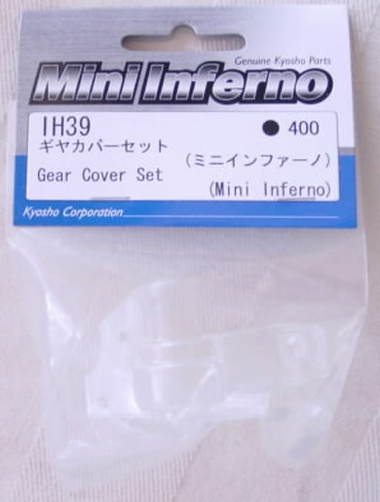 Genuine Kyosho Parts
Mini Inferno
IH39
● 400
ギヤカバーセット
(ミニインファーノ)
Gear Cover Set
(Mini Inferno)
Kyosho Corporation